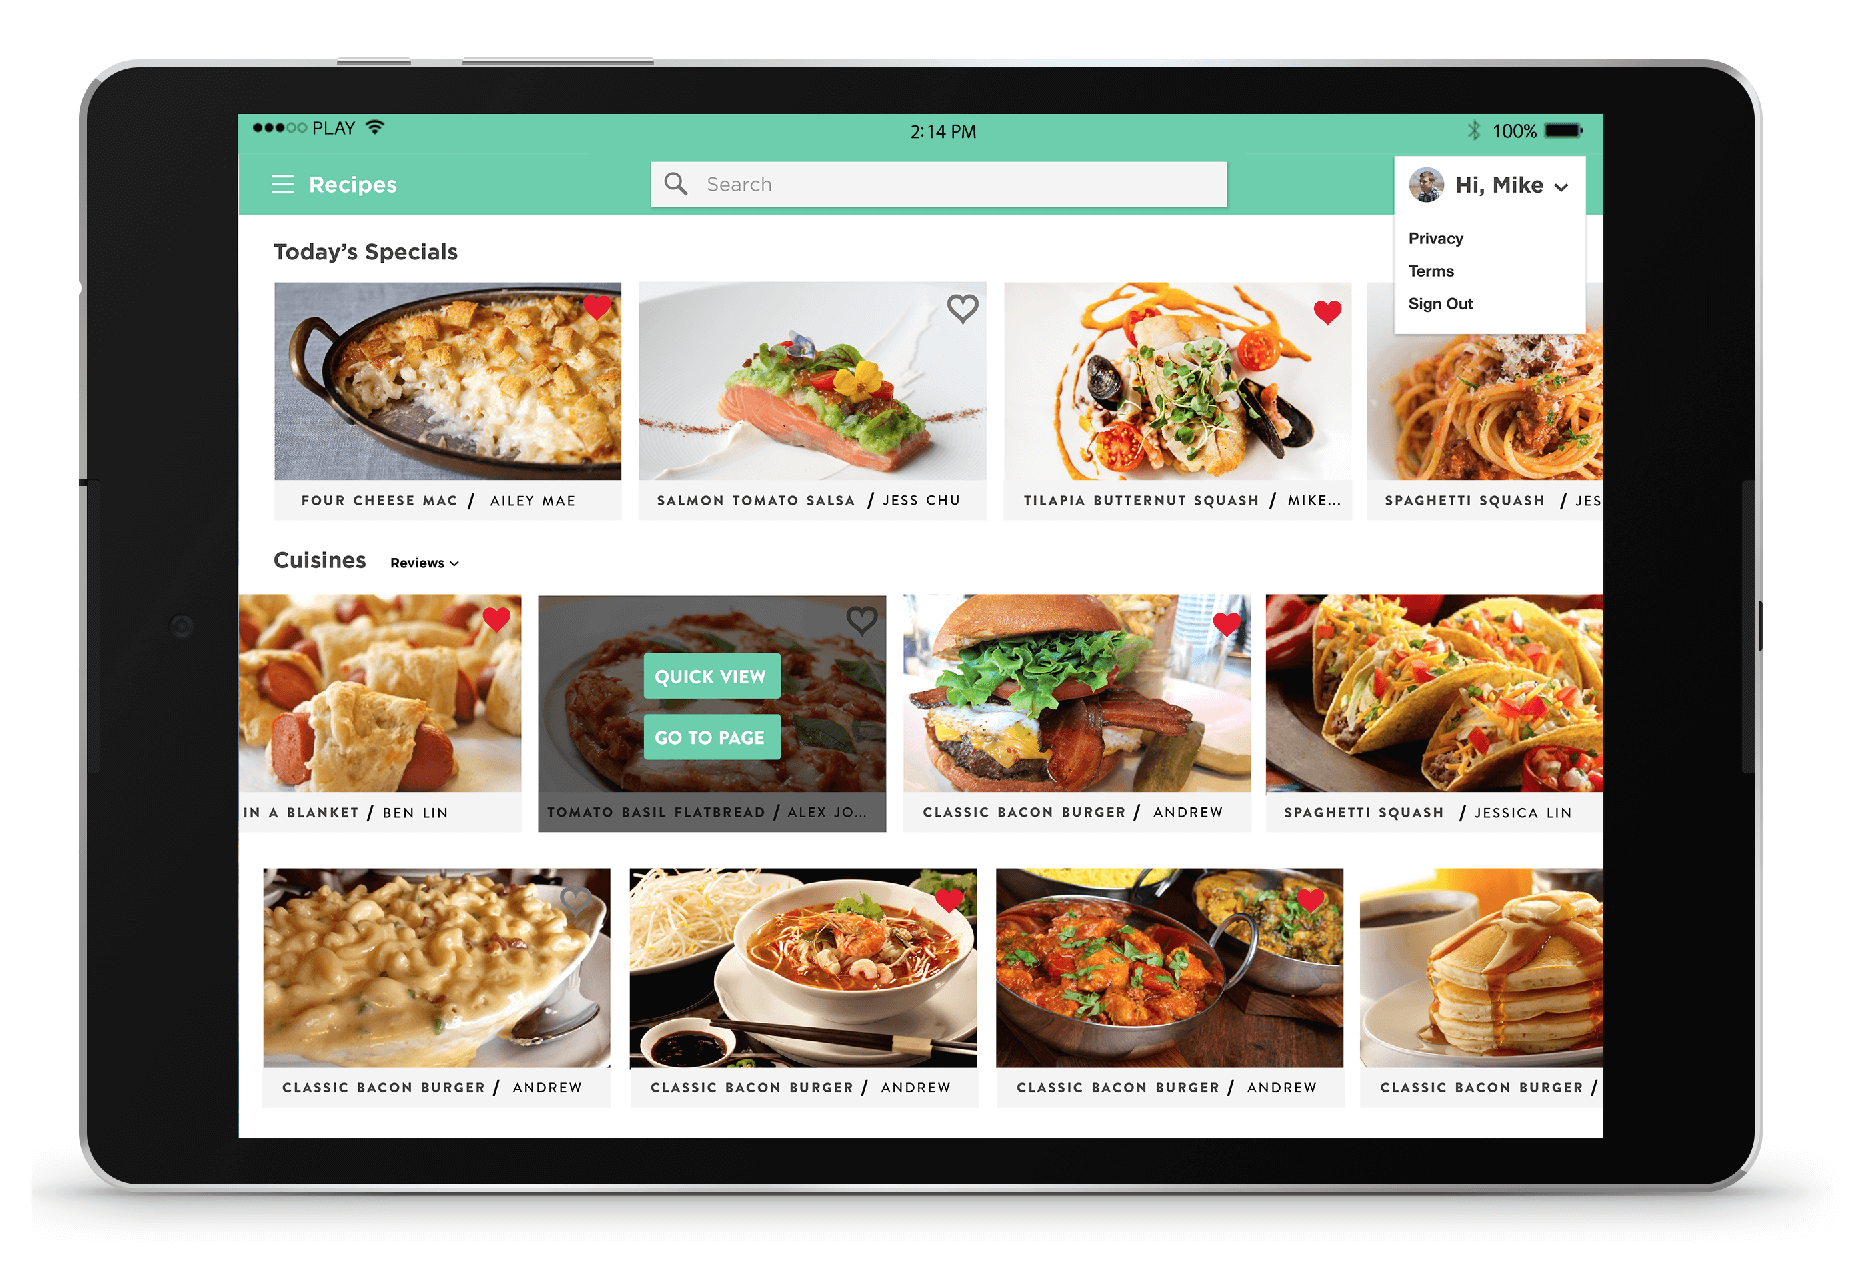 PLAY
2:14 PM
100%
Recipes
Search
Hi, Mike
Privacy
Terms
Sign Out
Today's Specials
FOUR CHEESE MAC / AILEY MAE
SALMON TOMATO SALSA / JESS CHU
TILAPIA BUTTERNUT SQUASH / MIKE...
SPAGHETTI SQUASH / JES
Cuisines
Reviews
QUICK VIEW
GO TO PAGE
IN A BLANKET / BEN LIN
TOMATO BASIL FLATBREAD / ALEX JO...
CLASSIC BACON BURGER / ANDREW
SPAGHETTI SQUASH / JESSICA LIN
CLASSIC BACON BURGER / ANDREW
CLASSIC BACON BURGER / ANDREW
CLASSIC BACON BURGER / ANDREW
CLASSIC BACON BURGER /